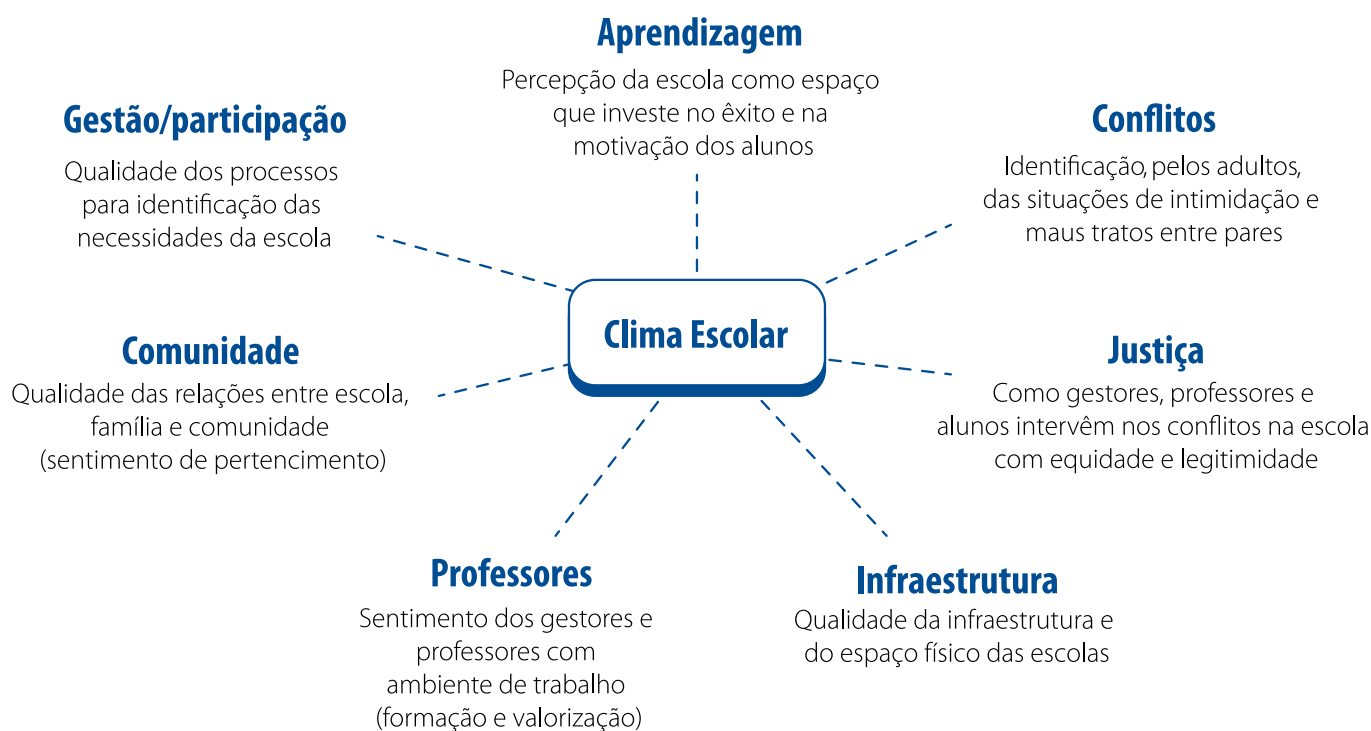 Aprendizagem
Percepção da escola como espaço
que investe no êxito e na
motivação dos alunos
Gestão/participação
Qualidade dos processos
para identificação das
necessidades da escola
Conflitos
Identificação, pelos adultos,
das situações de intimidação e
maus tratos entre pares
Clima Escolar
Comunidade
Qualidade das relações entre escola,
família e comunidade
(sentimento de pertencimento)
Justiça
Como gestores, professores e
alunos intervêm nos conflitos na escola
com equidade e legitimidade
Professores
Sentimento dos gestores e
professores com
ambiente de trabalho
(formação e valorização)
Infraestrutura
Qualidade da infraestrutura e
do espaço físico das escolas